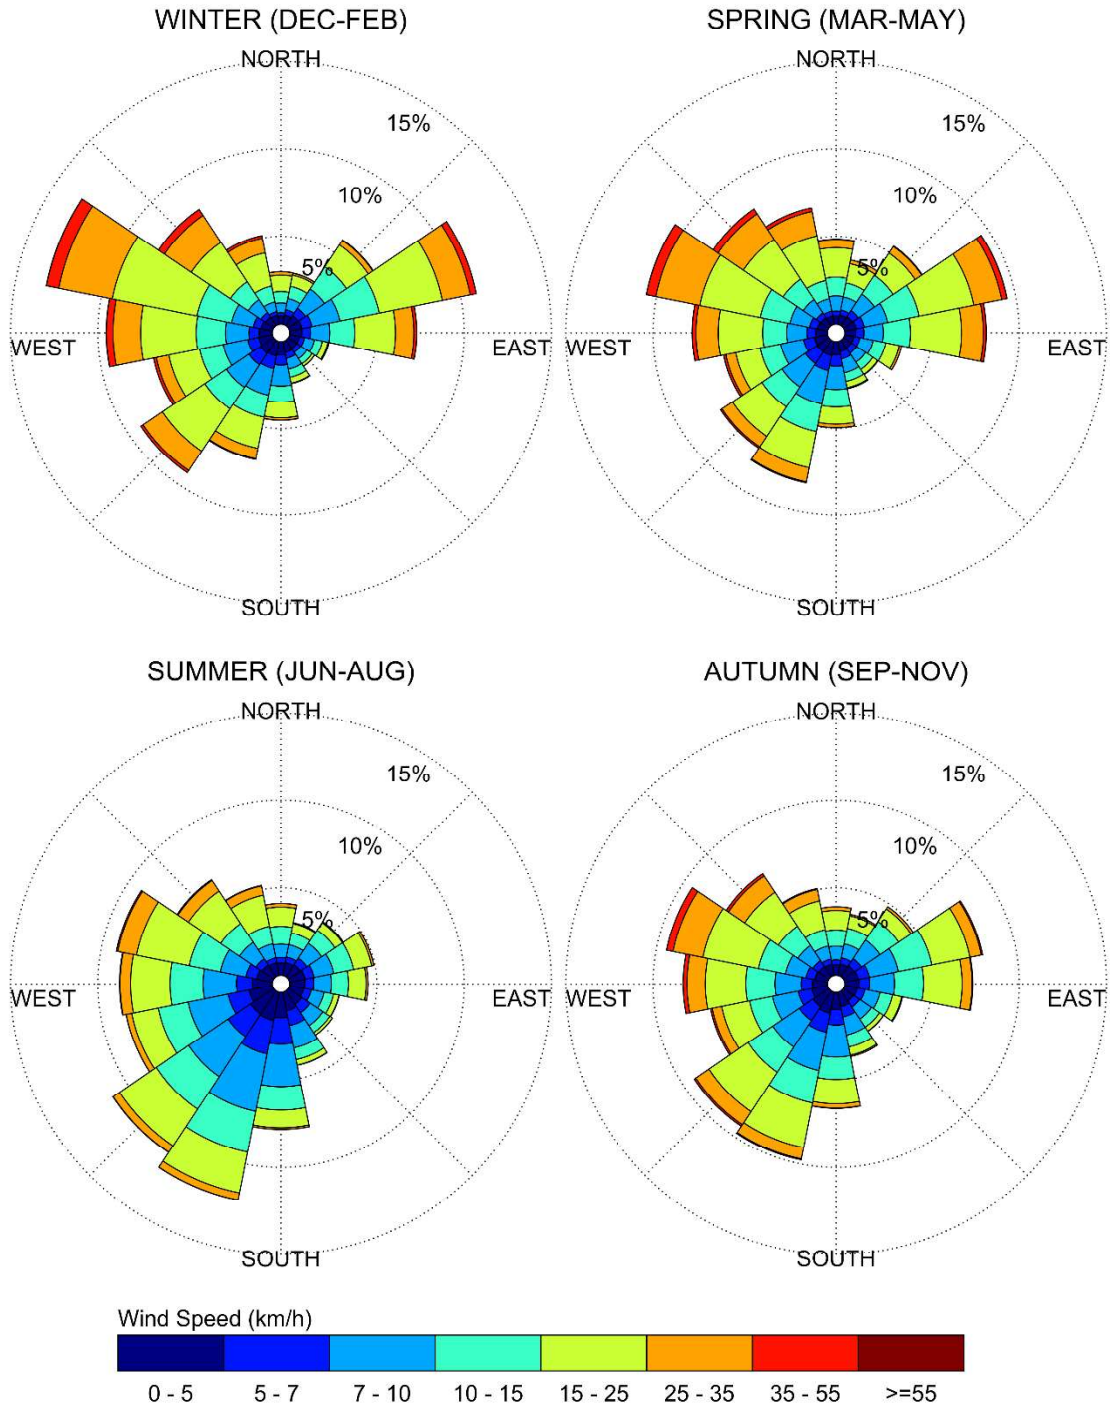 WINTER (DEC-FEB)
NORTH
15%
10%
5%
WEST
EAST
SOUTH
SPRING (MAR-MAY)
NORTH
15%
10%
5%
WEST
EAST
SOUTH
SUMMER (JUN-AUG)
NORTH
15%
10%
5%
WEST
EAST
SOUTH
AUTUMN (SEP-NOV)
NORTH
15%
10%
5%
WEST
EAST
SOUTH
Wind Speed (km/h)
0 - 5 5 - 7 7 - 10 10 - 15 15 - 25 25 - 35 35 - 55 >=55